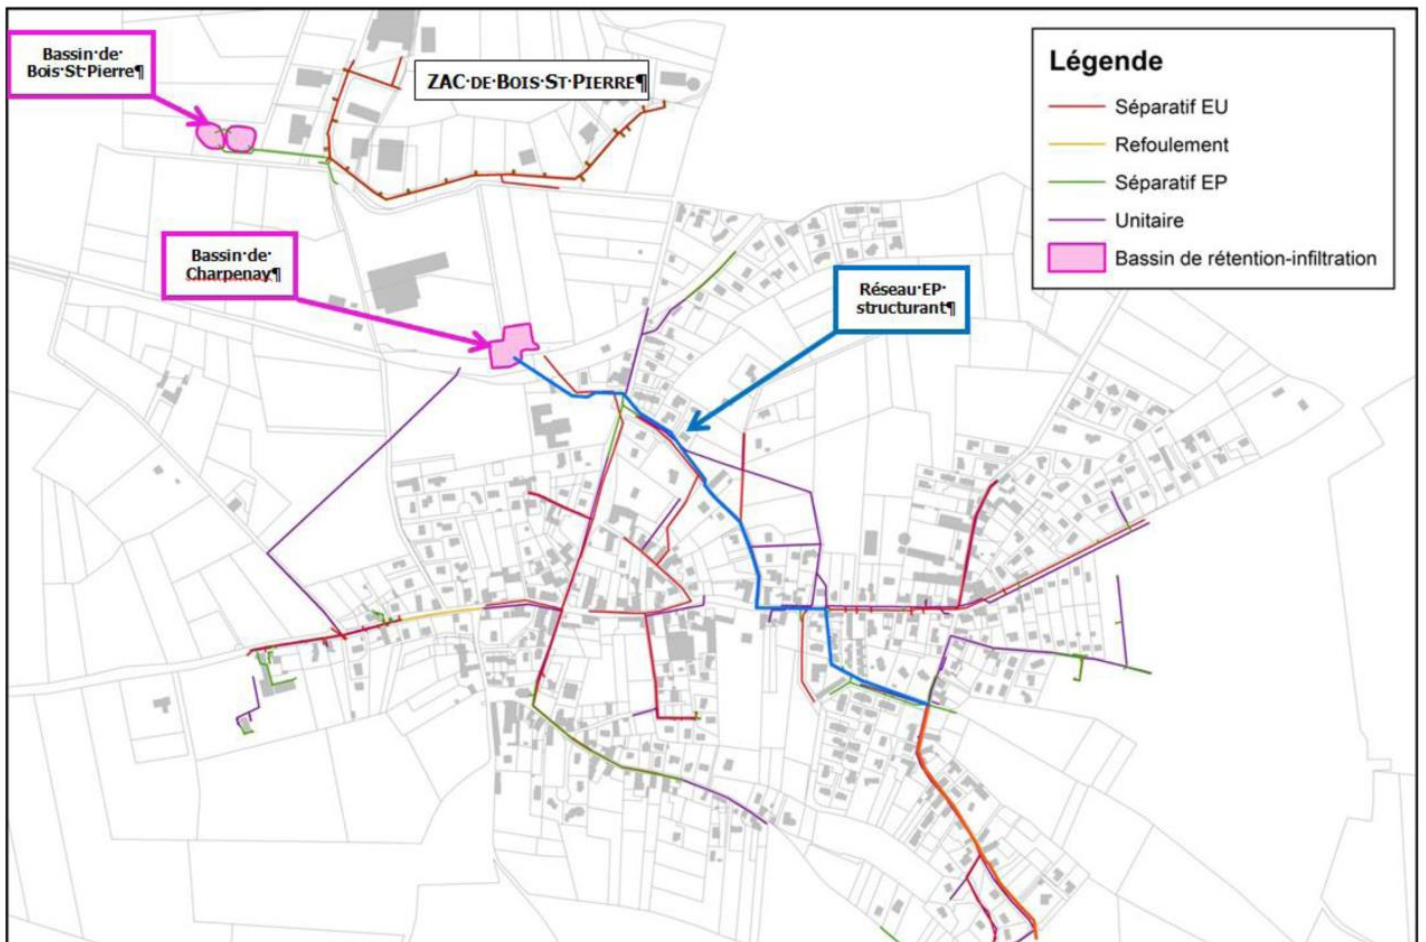 Bassin·de·
Bois·St·Pierre¶
ZAC·DE·BOIS·ST·PIERRE¶
Légende
Séparatif EU
Refoulement
Séparatif EP
Unitaire
Bassin de rétention-infiltration
Bassin·de·
Charpenay¶
Réseau·EP·
structurant¶